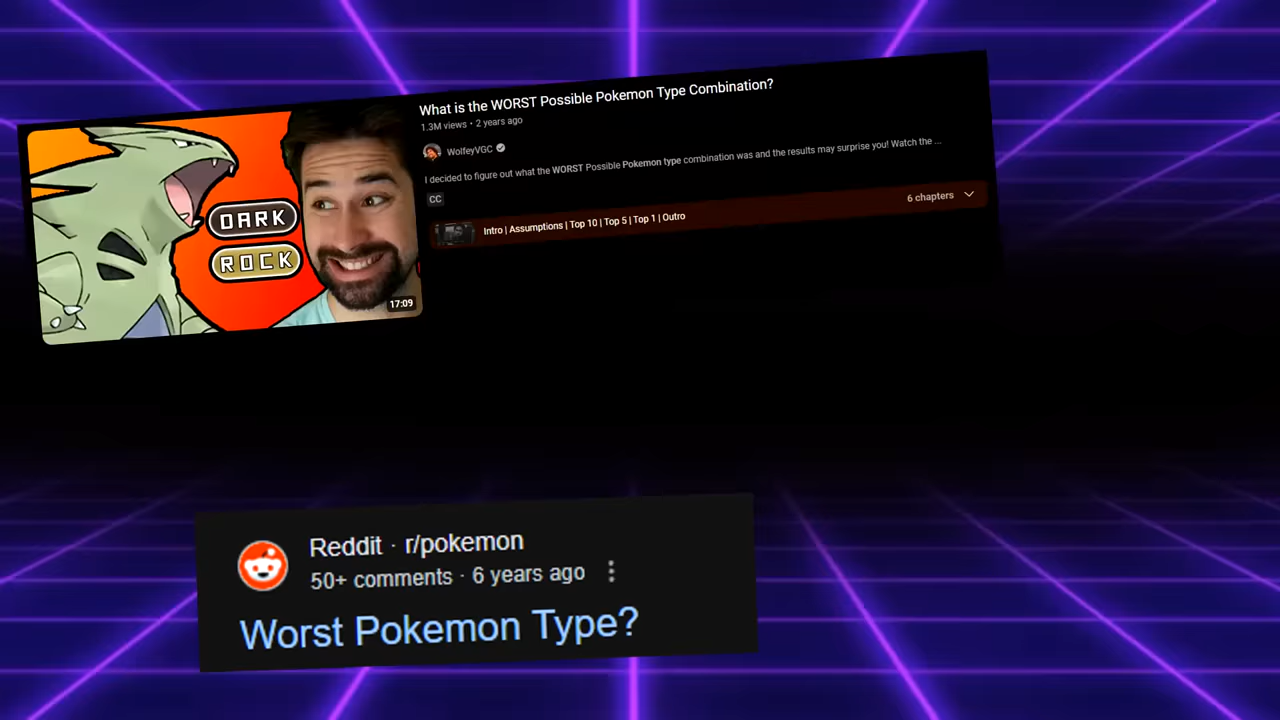 What is the WORST Possible Pokemon Type Combination?
1.3M views • 2 years ago
WolfeyVGC
I decided to figure out what the WORST Possible Pokemon type combination was and the results may surprise you! Watch the ...
CC
Intro | Assumptions | Top 10 | Top 5 | Top 1 | Outro
6 chapters
DARK
ROCK
17:09
Reddit · r/pokemon
50+ comments · 6 years ago
Worst Pokemon Type?